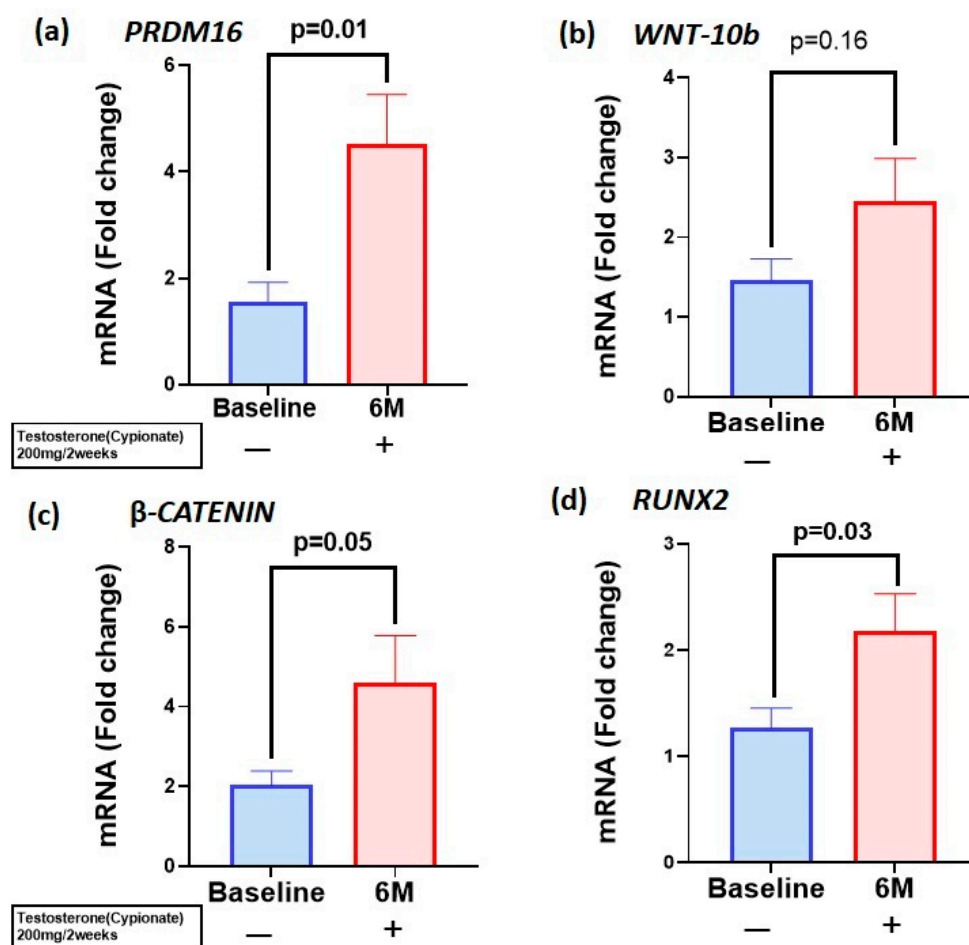 (a) PRDM16
p=0.01
mRNA (Fold change)
6
4
2
0
Baseline 6M
Testosterone(Cypionate)
200mg/2weeks
— +
(b) WNT-10b
p=0.16
mRNA (Fold change)
4
3
2
1
0
Baseline 6M
— +
(c) β-CATENIN
p=0.05
mRNA (Fold change)
8
6
4
2
0
Baseline 6M
Testosterone(Cypionate)
200mg/2weeks
— +
(d) RUNX2
p=0.03
mRNA (Fold change)
3
2
1
0
Baseline 6M
— +